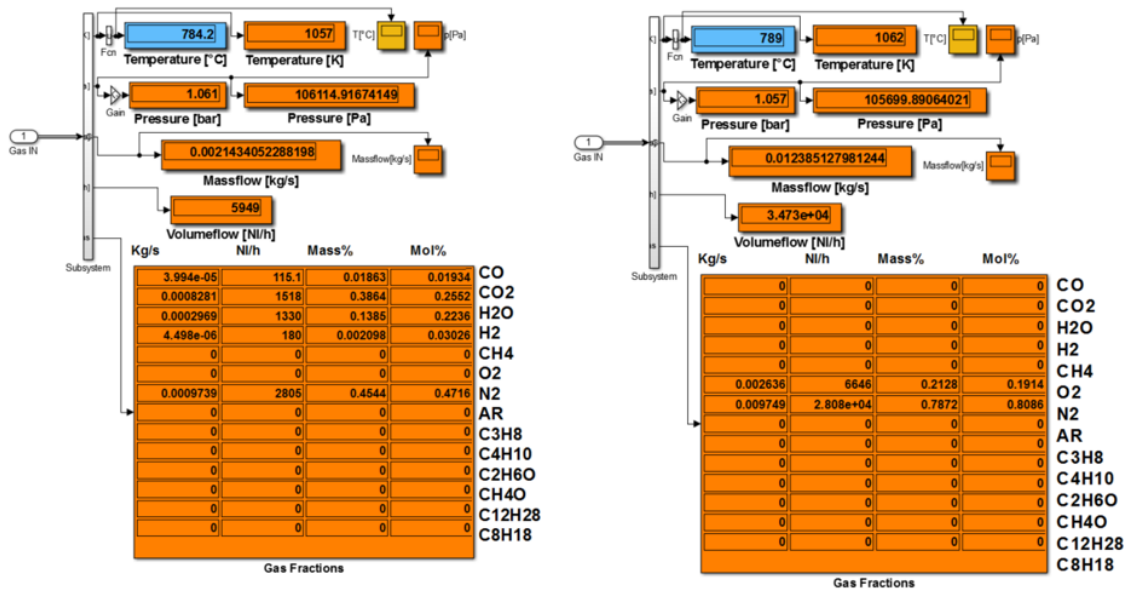 784.2
1057
T[°C]
p[Pa]
Fcn
Temperature [°C]
Temperature [K]
1.061
106114.91674149
Gain
Pressure [bar]
Pressure [Pa]
1
Gas IN
0.0021434052288198
Massflow[kg/s]
Massflow [kg/s]
5949
Volumeflow [Nl/h]
Subsystem
Kg/s Nl/h Mass% Mol%
3.994e-05 115.1 0.01863 0.01934 CO
0.0008281 1518 0.3864 0.2552 CO2
0.0002969 1330 0.1385 0.2236 H2O
4.498e-06 180 0.002098 0.03026 H2
0 0 0 0 CH4
0 0 0 0 O2
0.0009739 2805 0.4544 0.4716 N2
0 0 0 0 AR
0 0 0 0 C3H8
0 0 0 0 C4H10
0 0 0 0 C2H6O
0 0 0 0 CH4O
0 0 0 0 C12H28
0 0 0 0 C8H18
Gas Fractions
789
1062
T[°C]
p[Pa]
Fcn
Temperature [°C]
Temperature [K]
1.057
105699.89064021
Gain
Pressure [bar]
Pressure [Pa]
1
Gas IN
0.012385127981244
Massflow[kg/s]
Massflow [kg/s]
3.473e+04
Volumeflow [Nl/h]
Subsystem
Kg/s Nl/h Mass% Mol%
0 0 0 0 CO
0 0 0 0 CO2
0 0 0 0 H2O
0 0 0 0 H2
0 0 0 0 CH4
0.002636 6646 0.2128 0.1914 O2
0.009749 2.808e+04 0.7872 0.8086 N2
0 0 0 0 AR
0 0 0 0 C3H8
0 0 0 0 C4H10
0 0 0 0 C2H6O
0 0 0 0 CH4O
0 0 0 0 C12H28
0 0 0 0 C8H18
Gas Fractions